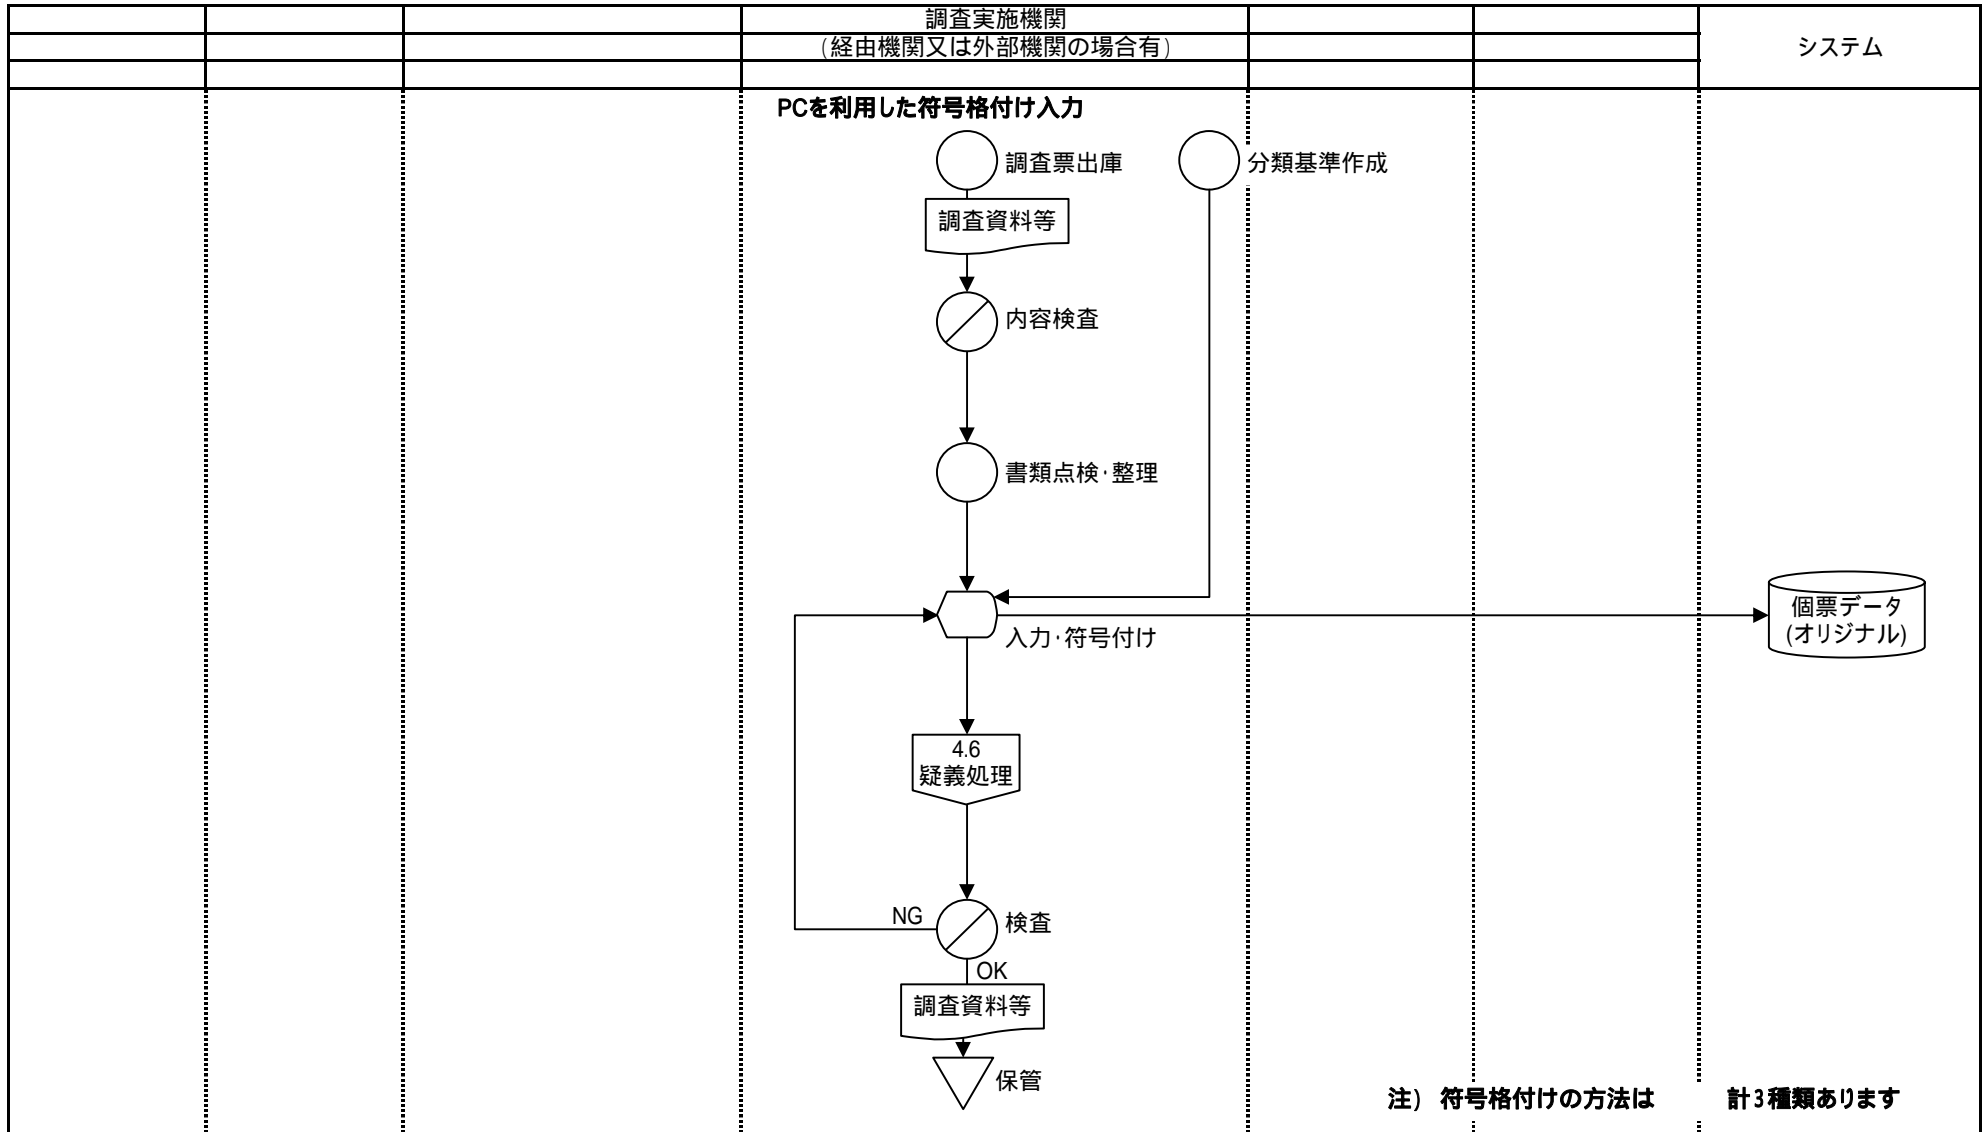 調査実施機関
(経由機関又は外部機関の場合有)
システム
PCを利用した符号格付け入力
調査票出庫
分類基準作成
調査資料等
内容検査
書類点検・整理
入力・符号付け
個票データ
(オリジナル)
4.6
疑義処理
NG
検査
OK
調査資料等
保管
注) 符号格付けの方法は 計3種類あります